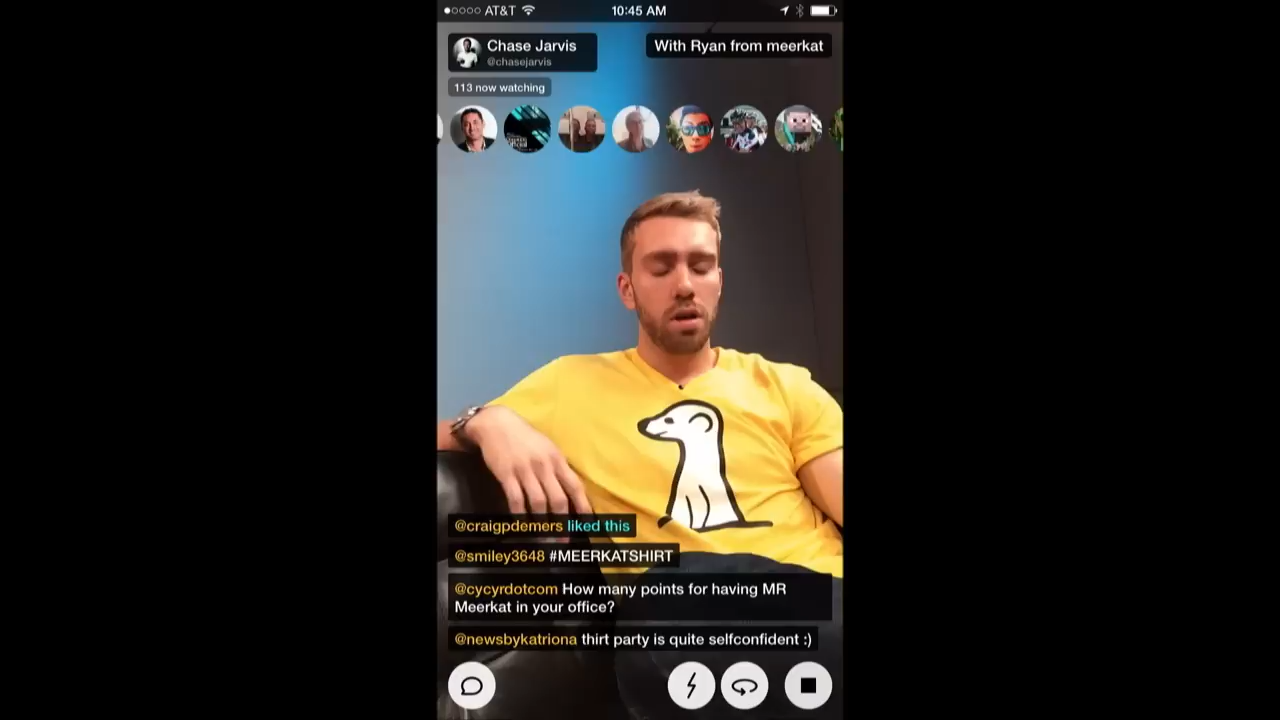 AT&T 10:45 AM
Chase Jarvis
With Ryan from meerkat
@chasejarvis
113 now watching
@craigpdemers liked this
@smiley3648 #MEERKATSHIRT
@cycyrdotcom How many points for having MR
Meerkat in your office?
@newsbykatriona thirt party is quite selfconfident :)